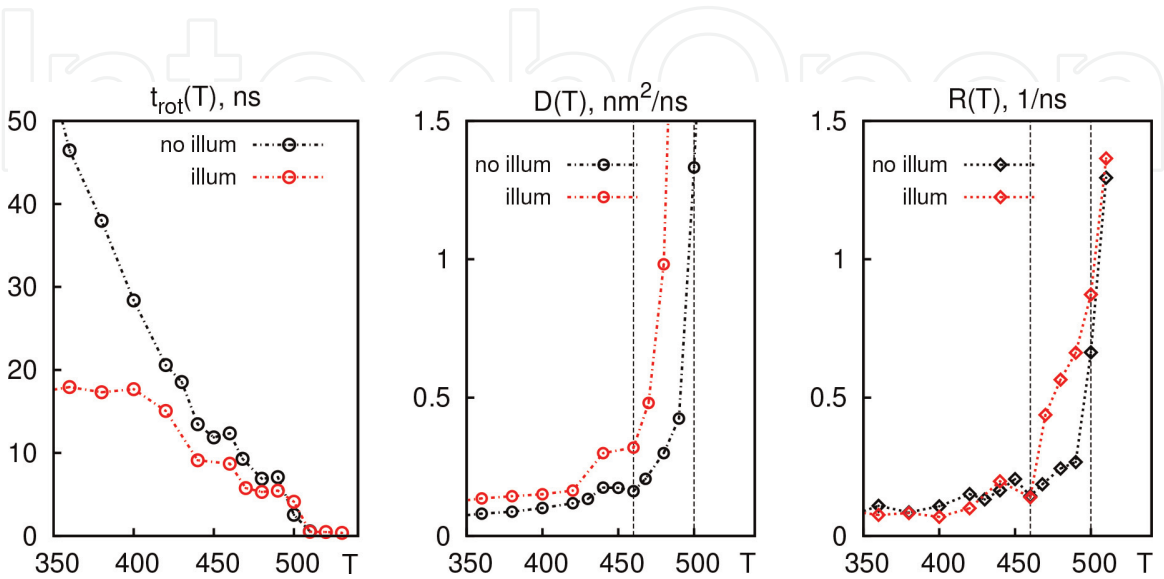 IntechOpen
t_rot(T), ns
50
40
30
20
10
0
350 400 450 500 T
no illum
illum
D(T), nm²/ns
1.5
1
0.5
0
350 400 450 500 T
no illum
illum
R(T), 1/ns
1.5
1
0.5
0
350 400 450 500 T
no illum
illum